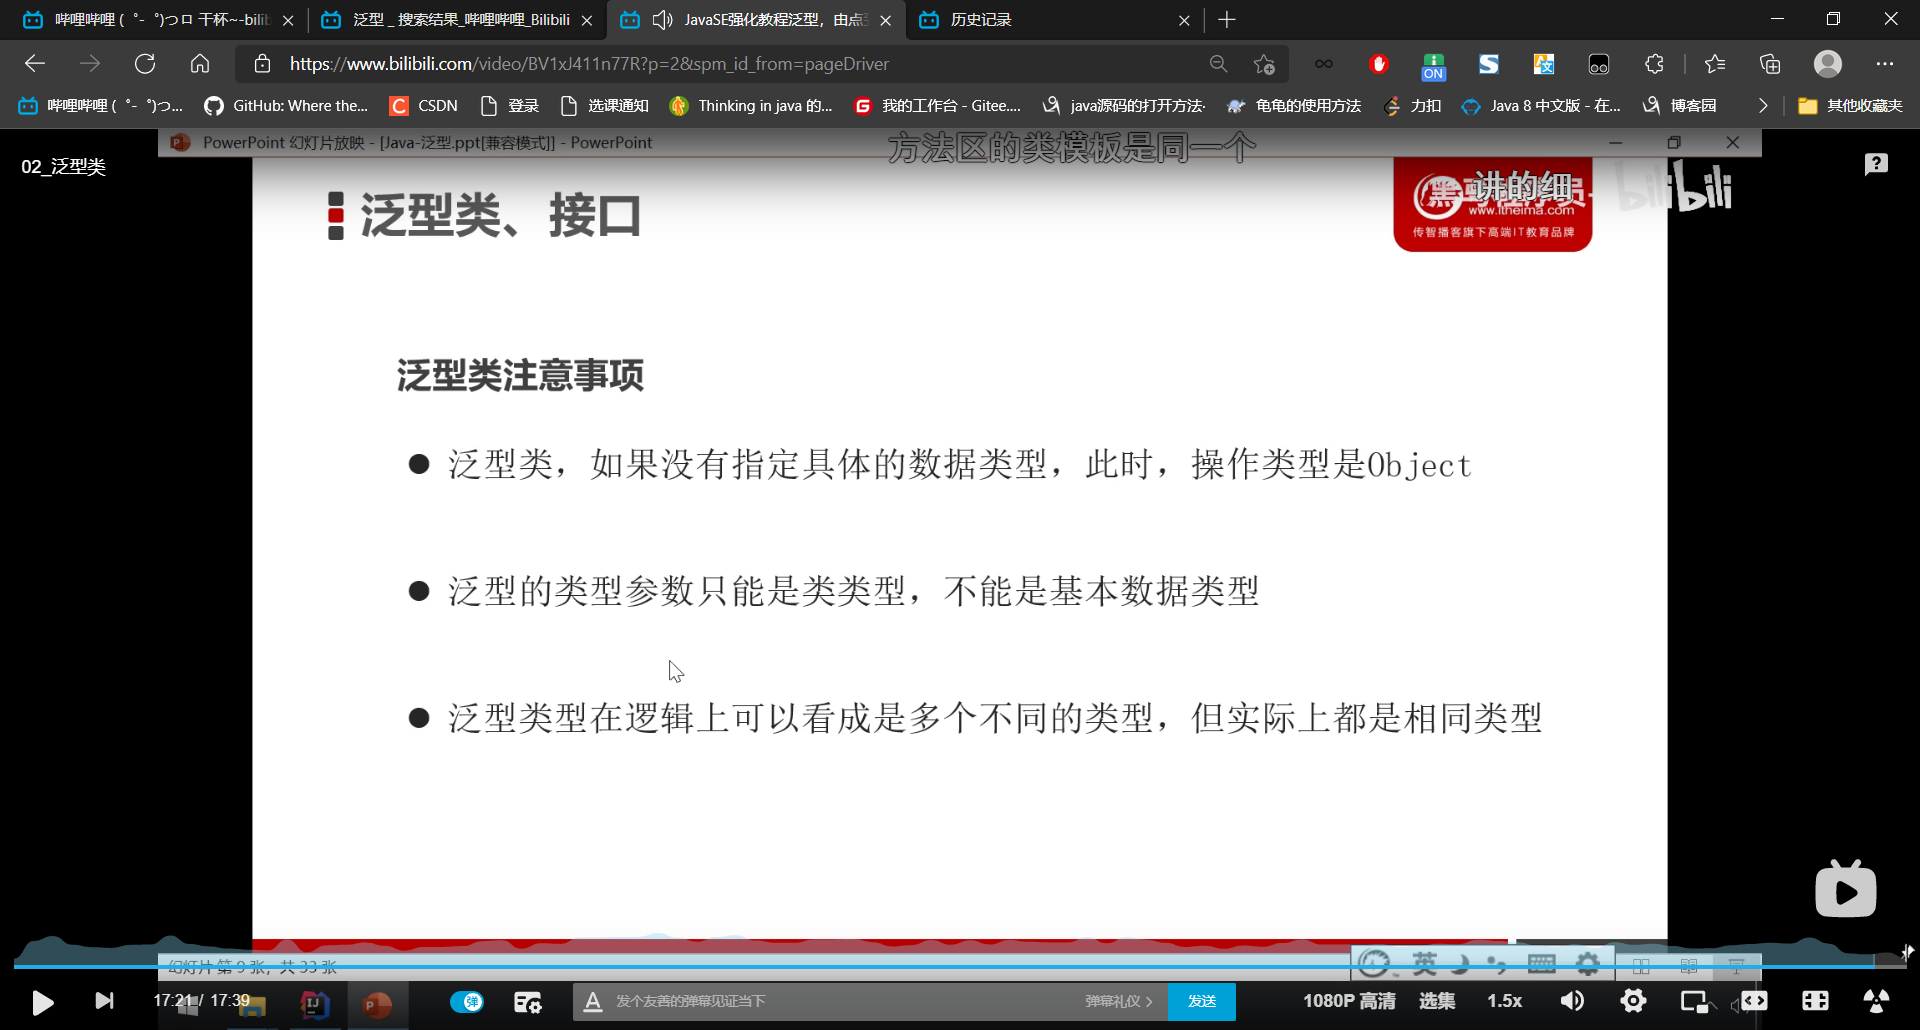 哔哩哔哩 (゜-゜)つロ 干杯~-bilib
泛型 _ 搜索结果_哔哩哔哩_Bilibili
JavaSE强化教程泛型，由点至
历史记录
https://www.bilibili.com/video/BV1xJ411n77R?p=2&spm_id_from=pageDriver
ON
哔哩哔哩 (゜-゜)つ...
GitHub: Where the...
CSDN
登录
选课通知
Thinking in java 的...
我的工作台 - Gitee....
java源码的打开方法·
龟龟的使用方法
力扣
Java 8 中文版 - 在...
博客园
其他收藏夹
PowerPoint 幻灯片放映 - [Java-泛型.ppt[兼容模式]] - PowerPoint
方法区的类模板是同一个
02_泛型类
讲的细
bilibili
泛型类、接口
www.itheima.com
传智播客旗下高端IT教育品牌
泛型类注意事项
● 泛型类，如果没有指定具体的数据类型，此时，操作类型是Object
● 泛型的类型参数只能是类类型，不能是基本数据类型
● 泛型类型在逻辑上可以看成是多个不同的类型，但实际上都是相同类型
幻灯片 第 9 张，共 33 张
英
17:21 / 17:39
弹
发个友善的弹幕见证当下
弹幕礼仪 >
发送
1080P 高清
选集
1.5x